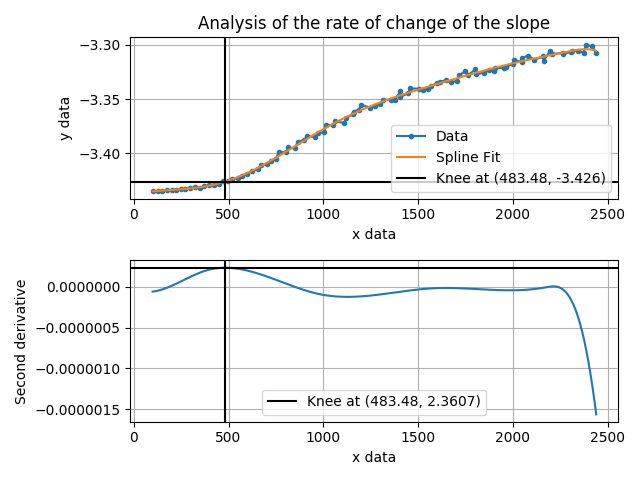 Analysis of the rate of change of the slope
−3.30
−3.35
−3.40
y data
Data
Spline Fit
Knee at (483.48, -3.426)
0 500 1000 1500 2000 2500
x data
0.0000000
−0.0000005
−0.0000010
−0.0000015
Second derivative
Knee at (483.48, 2.3607)
0 500 1000 1500 2000 2500
x data